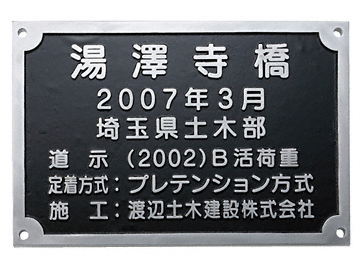 湯澤寺橋
2007年3月
埼玉県土木部
道示 (2002)B活荷重
定着方式:プレテンション方式
施工:渡辺土木建設株式会社